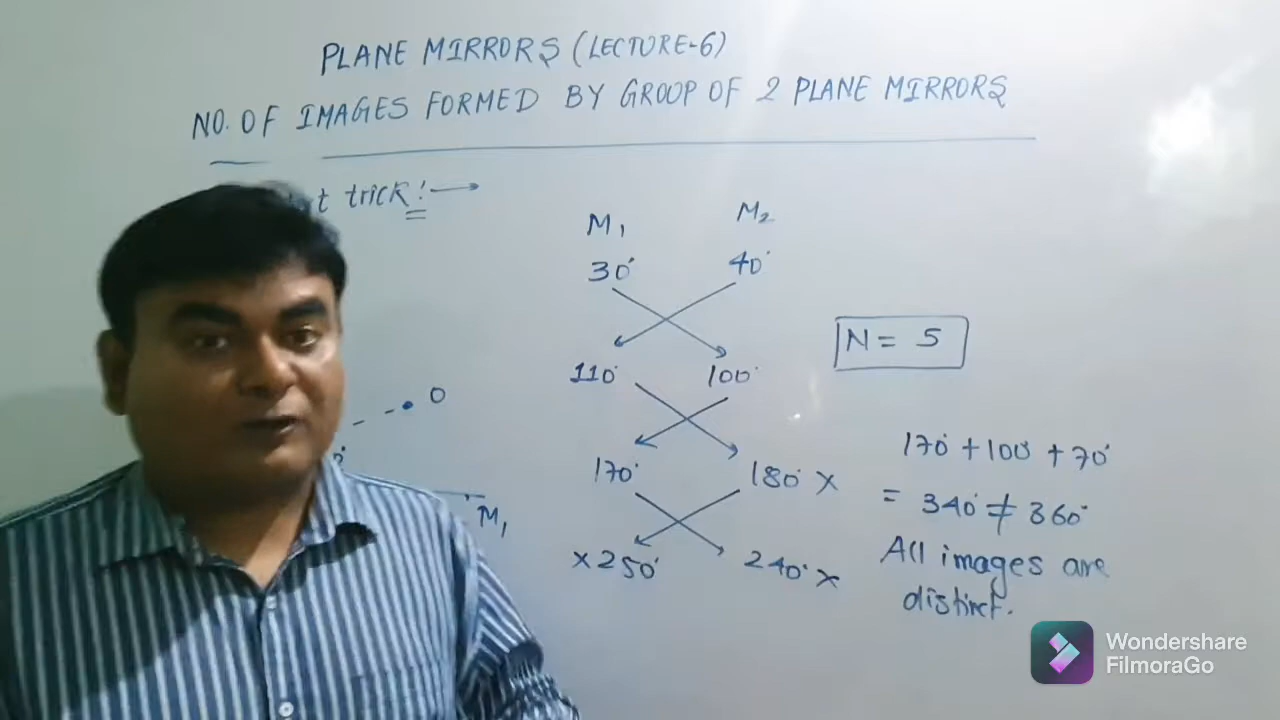 PLANE MIRRORS (LECTURE-6)
NO. OF IMAGES FORMED BY GROUP OF 2 PLANE MIRRORS
trick!
M₁ M₂
30° 40°
110° 100°
170° 180° X
X 250° 240° X
N = 5
170° + 100° + 70°
= 340° ≠ 360°
All images are
distinct.
O
M₁
Wondershare
FilmoraGo